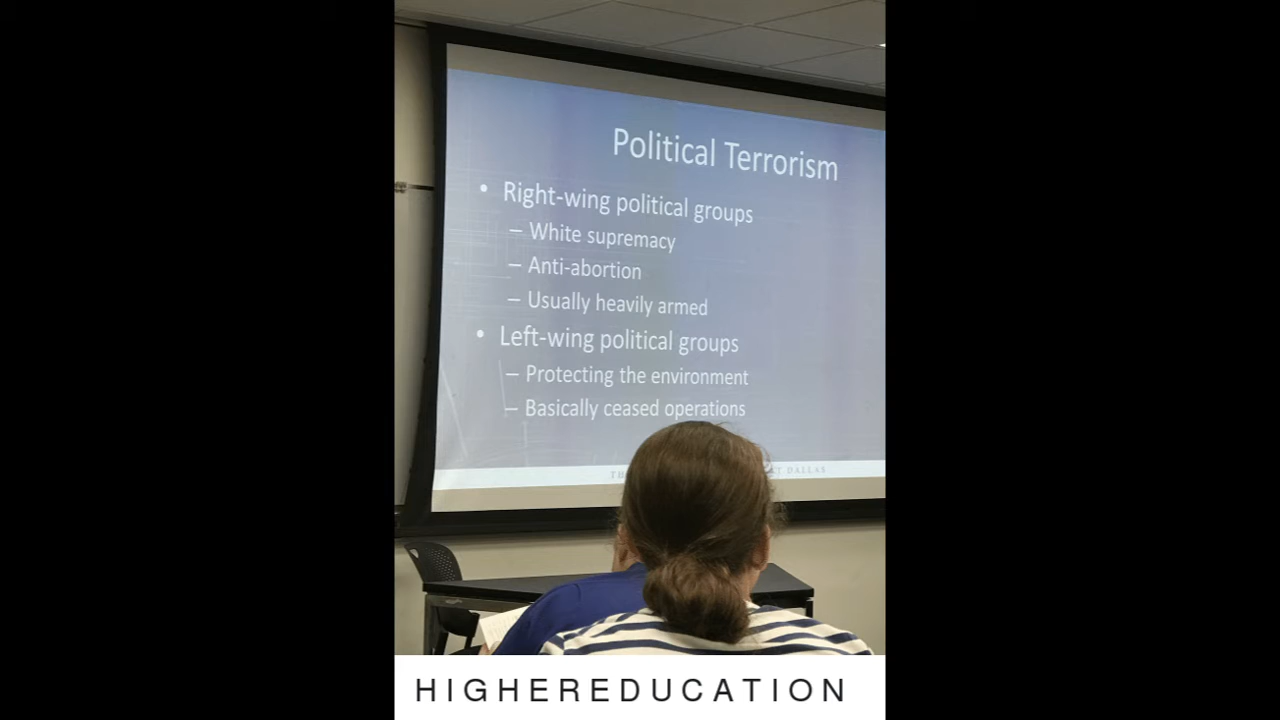 Political Terrorism
• Right-wing political groups
– White supremacy
– Anti-abortion
– Usually heavily armed
• Left-wing political groups
– Protecting the environment
– Basically ceased operations
DALLAS
HIGHEREDUCATION